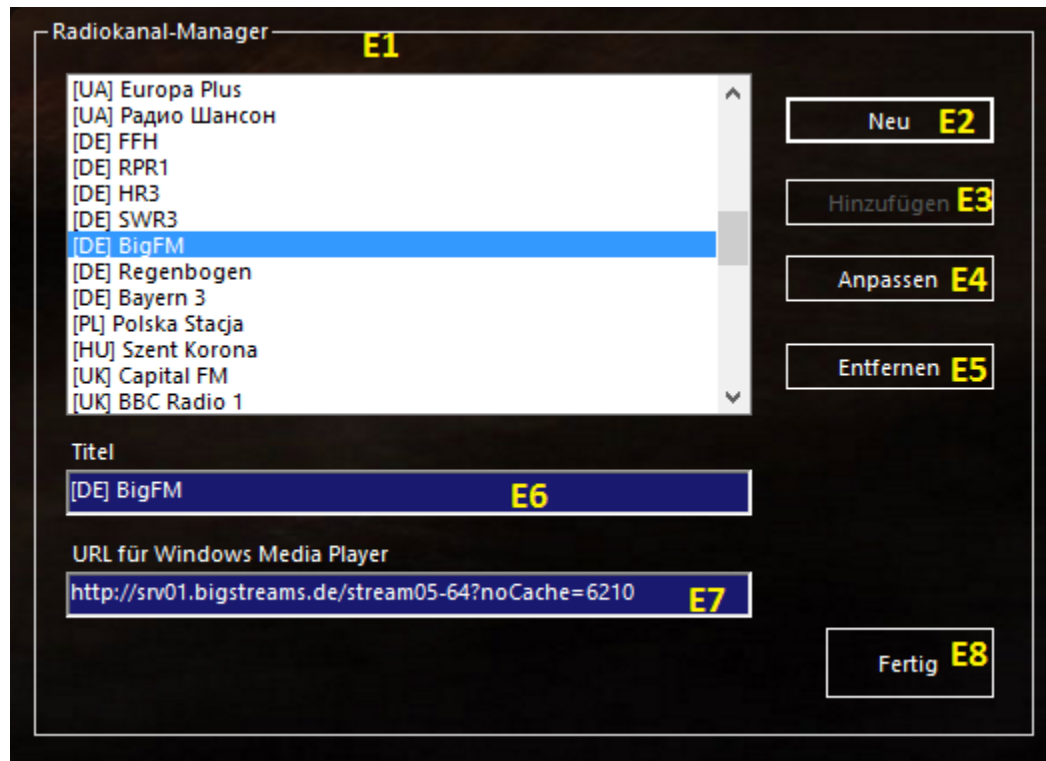 Radiokanal-Manager
E1
[UA] Europa Plus
[UA] Радио Шансон
[DE] FFH
[DE] RPR1
[DE] HR3
[DE] SWR3
[DE] BigFM
[DE] Regenbogen
[DE] Bayern 3
[PL] Polska Stacja
[HU] Szent Korona
[UK] Capital FM
[UK] BBC Radio 1
Neu E2
Hinzufügen E3
Anpassen E4
Entfernen E5
Titel
[DE] BigFM E6
URL für Windows Media Player
http://srv01.bigstreams.de/stream05-64?noCache=6210 E7
Fertig E8